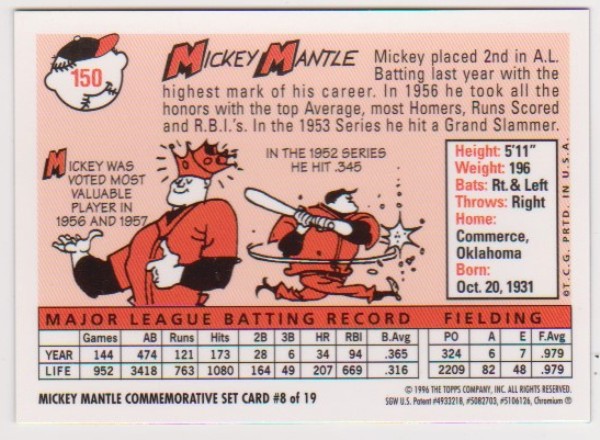 150
MICKEY MANTLE
Mickey placed 2nd in A.L.
Batting last year with the
highest mark of his career. In 1956 he took all the
honors with the top Average, most Homers, Runs Scored
and R.B.I.'s. In the 1953 Series he hit a Grand Slammer.
MICKEY WAS
VOTED MOST
VALUABLE
PLAYER IN
1956 AND 1957
IN THE 1952 SERIES
HE HIT .345
Height: 5'11"
Weight: 196
Bats: Rt. & Left
Throws: Right
Home:
Commerce,
Oklahoma
Born:
Oct. 20, 1931
©T.C.G. PRTD. IN U.S.A.
MAJOR LEAGUE BATTING RECORD FIELDING
Games AB Runs Hits 2B 3B HR RBI B.Avg PO A E F.Avg
YEAR 144 474 121 173 28 6 34 94 .365 324 6 7 .979
LIFE 952 3418 763 1080 164 49 207 669 .316 2209 82 48 .979
MICKEY MANTLE COMMEMORATIVE SET CARD #8 of 19
© 1996 THE TOPPS COMPANY, INC. ALL RIGHTS RESERVED.
SGW U.S. Patent #4933218, #5082703, #5106126, Chromium ®